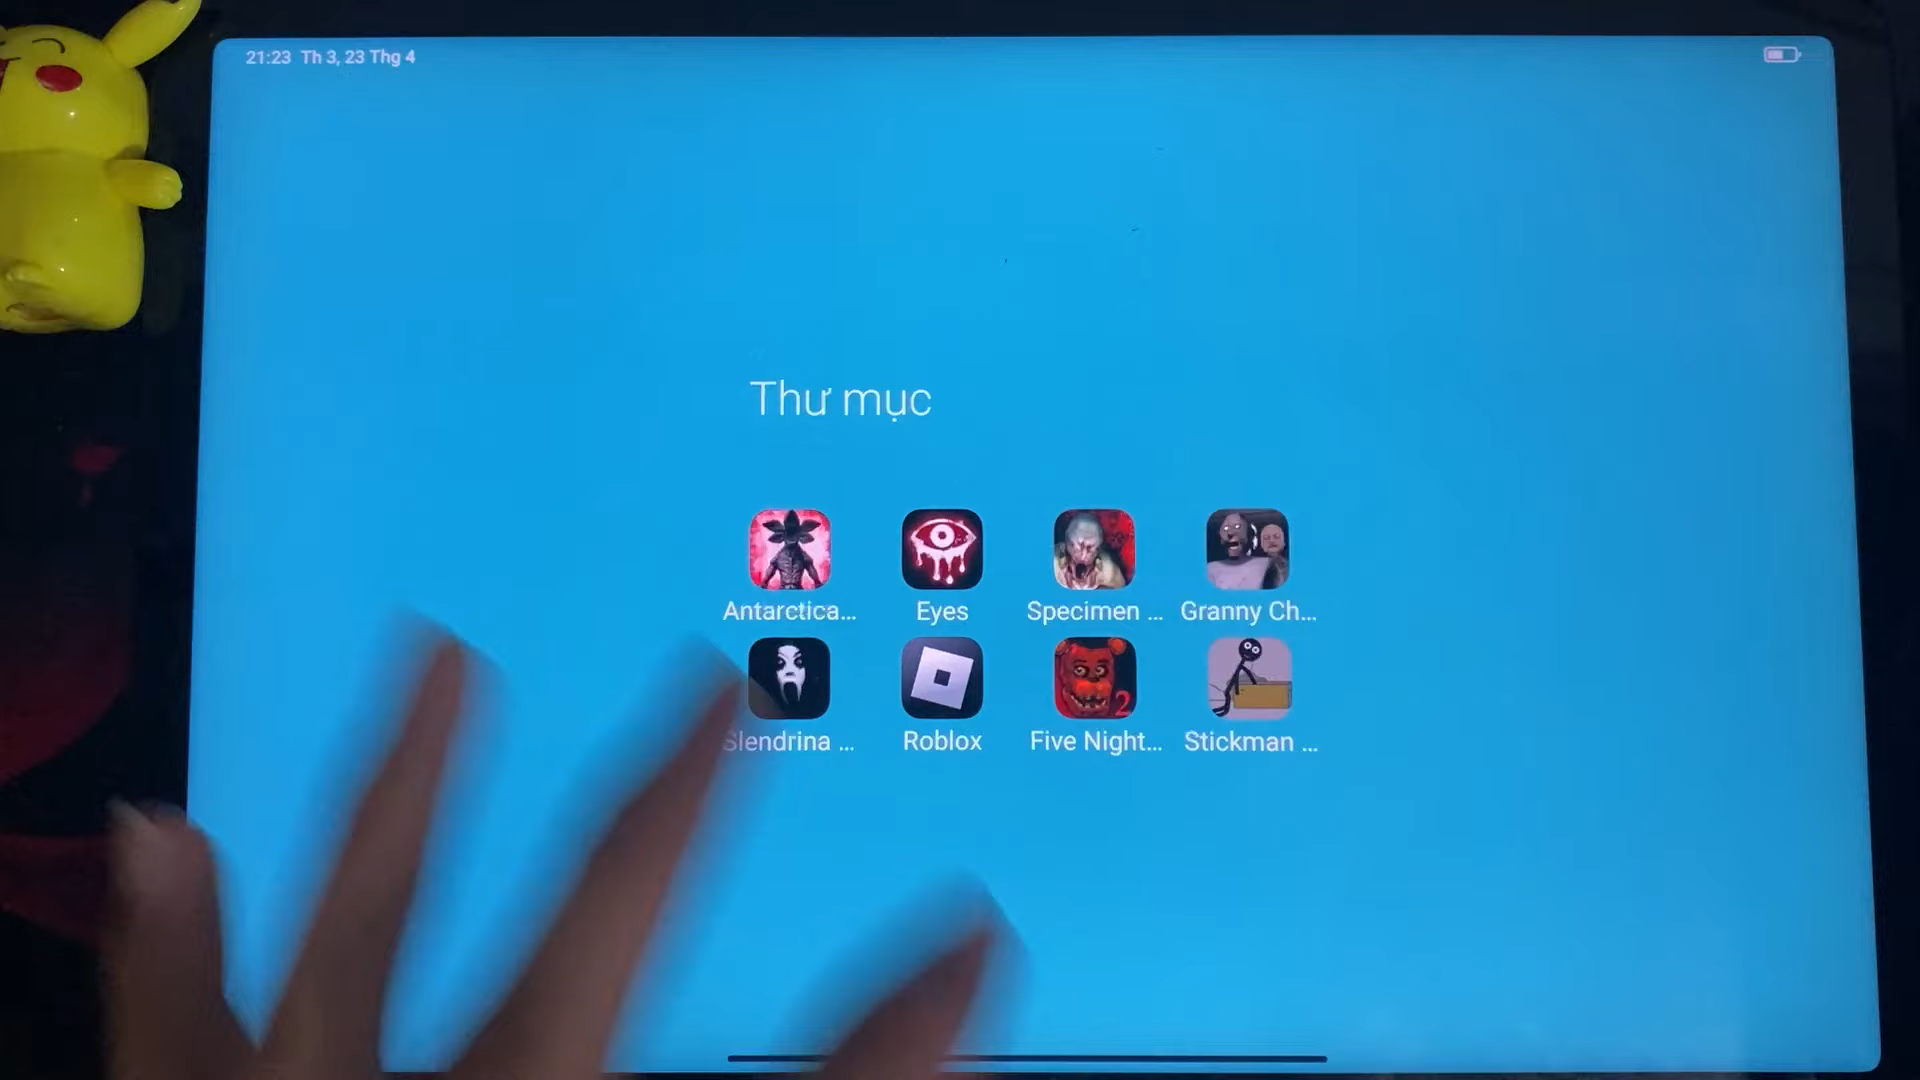 21:23 Th 3, 23 Thg 4
Thư mục
Antarctica... Eyes Specimen ... Granny Ch...
Slendrina ... Roblox Five Night... Stickman ...
2